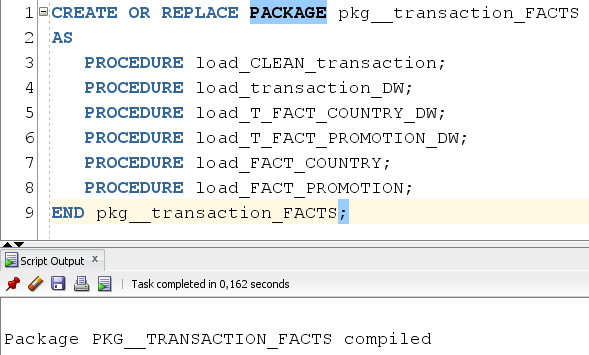 1 CREATE OR REPLACE PACKAGE pkg__transaction_FACTS
2 AS
3 PROCEDURE load_CLEAN_transaction;
4 PROCEDURE load_transaction_DW;
5 PROCEDURE load_T_FACT_COUNTRY_DW;
6 PROCEDURE load_T_FACT_PROMOTION_DW;
7 PROCEDURE load_FACT_COUNTRY;
8 PROCEDURE load_FACT_PROMOTION;
9 END pkg__transaction_FACTS;
Script Output x
Task completed in 0,162 seconds
Package PKG__TRANSACTION_FACTS compiled